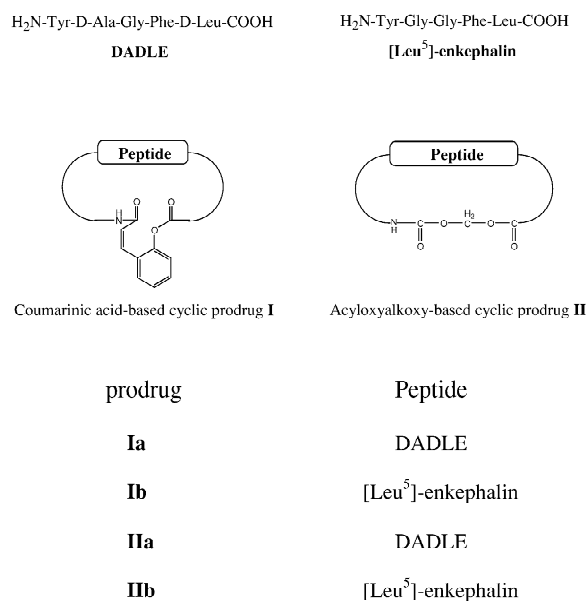 H₂N-Tyr-D-Ala-Gly-Phe-D-Leu-COOH
DADLE
H₂N-Tyr-Gly-Gly-Phe-Leu-COOH
[Leu⁵]-enkephalin
Peptide
H
N
O
O
O
Coumarinic acid-based cyclic prodrug I
Peptide
H₂
N C O C O C
H
O O
Acyloxyalkoxy-based cyclic prodrug II
prodrug Peptide
Ia DADLE
Ib [Leu⁵]-enkephalin
IIa DADLE
IIb [Leu⁵]-enkephalin